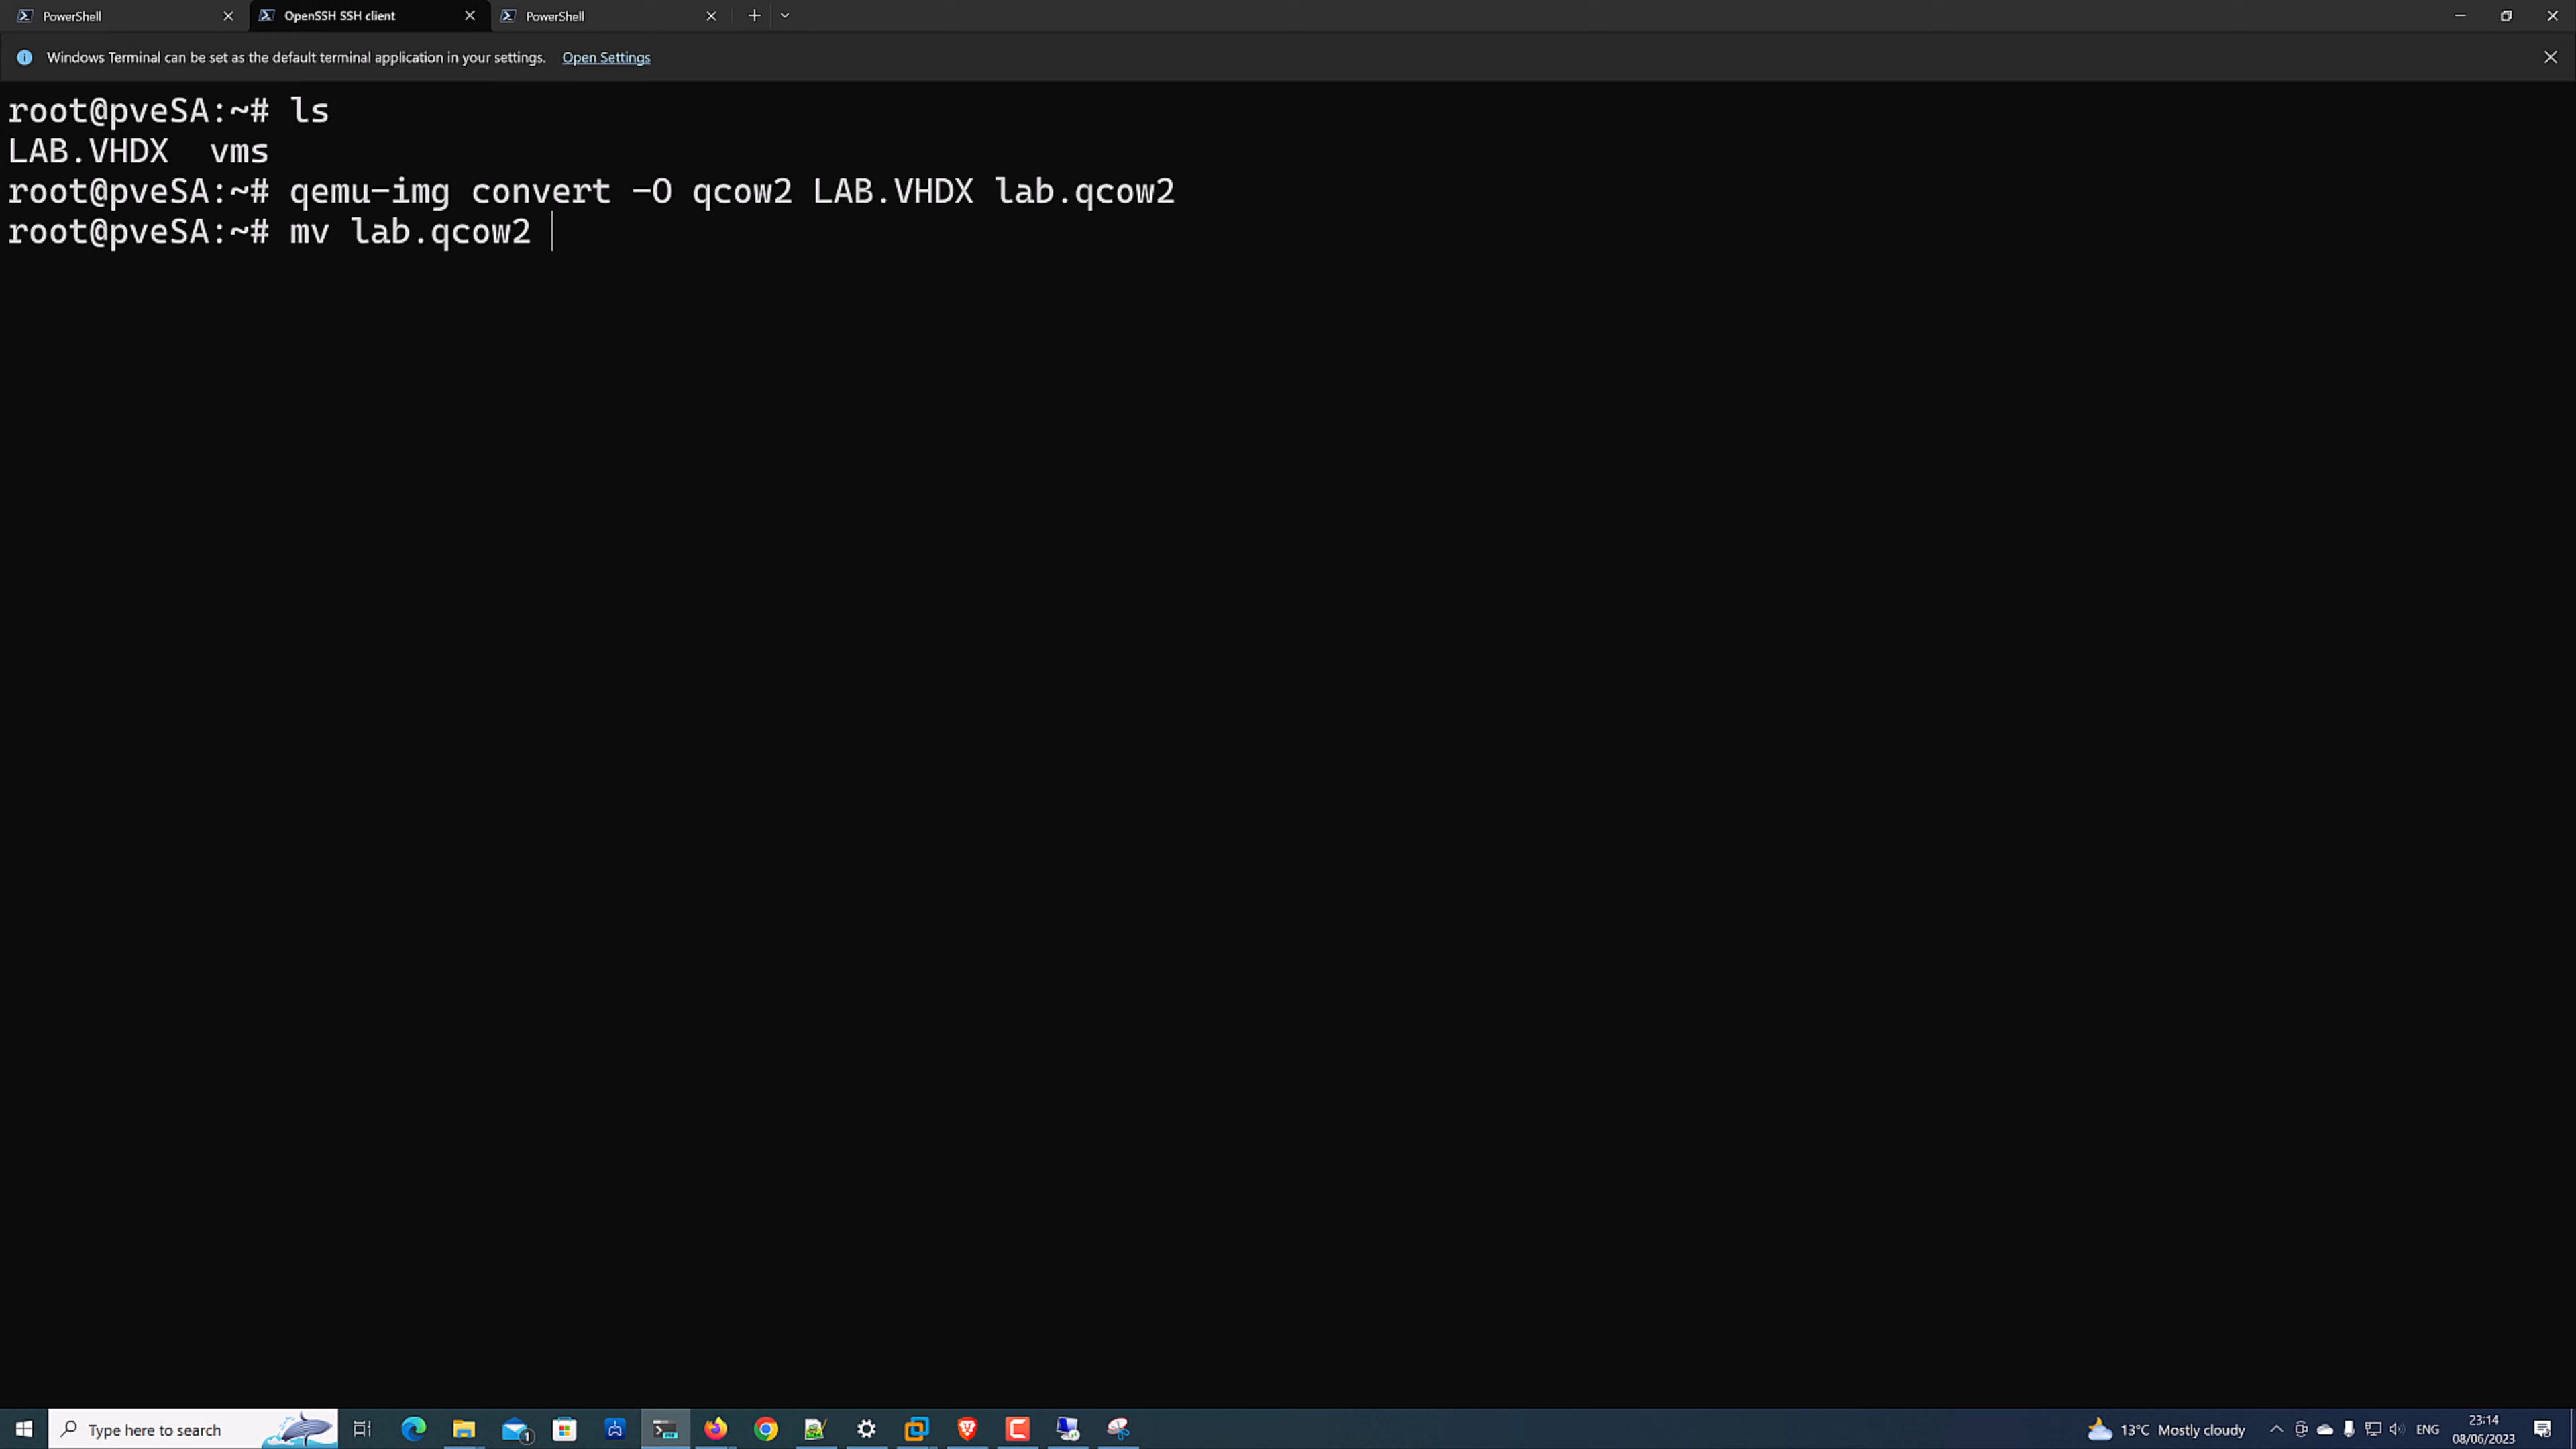 PowerShell
OpenSSH SSH client
PowerShell
Windows Terminal can be set as the default terminal application in your settings. Open Settings
root@pveSA:~# ls
LAB.VHDX  vms
root@pveSA:~# qemu-img convert -O qcow2 LAB.VHDX lab.qcow2
root@pveSA:~# mv lab.qcow2
Type here to search
1
13°C Mostly cloudy
ENG
23:14
08/06/2023